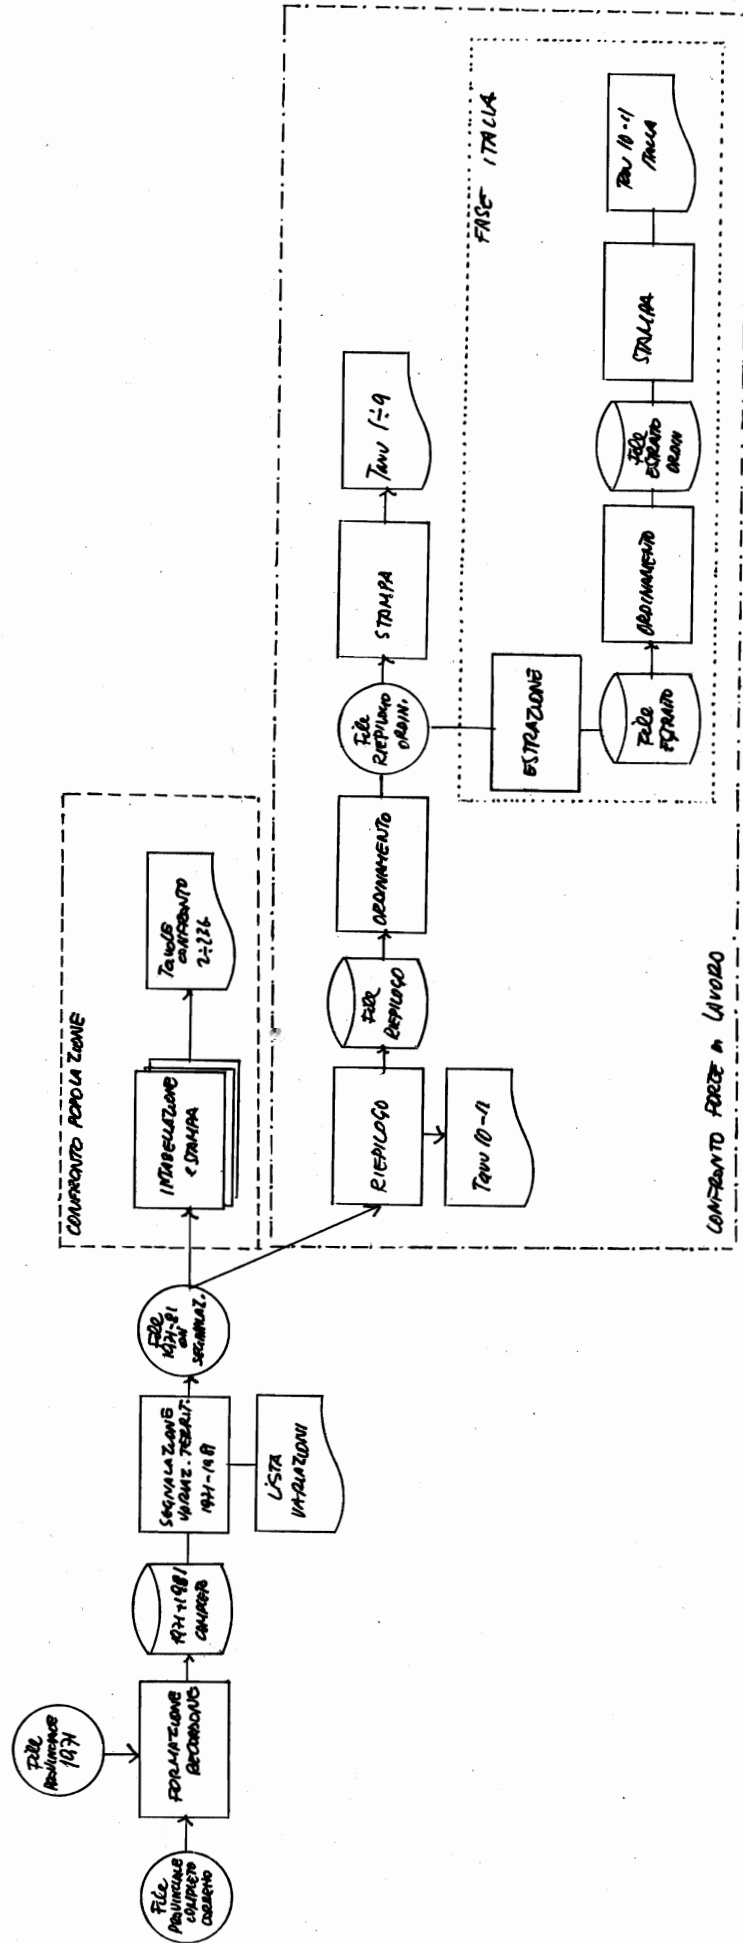 File
PROVINCIALE
COMPLETO
CORRETTO
File
PROVINCIALE
1971
FORMAZIONE
RECORDONE
1971+1981
COMPLETO
SEGNALAZIONE
VARIAZ. TERRIT.
1971-1981
LISTA
VARIAZIONI
File
1971-81
CON
SEGNALAZ.
CONFRONTO POPOLAZIONE
INTABELLAZIONE
e STAMPA
Tavole
CONFRONTO
2÷236
CONFRONTO FORZE DI LAVORO
RIEPILOGO
Tavv 10-11
File
RIEPILOGO
ORDINAMENTO
File
RIEPILOGO
ORDIN.
STAMPA
Tavv 1÷9
FASE ITALIA
ESTRAZIONE
File
ESTRATTO
ORDINAMENTO
File
ESTRATTO
ORDIN
STAMPA
Tavv 10-11
ITALIA